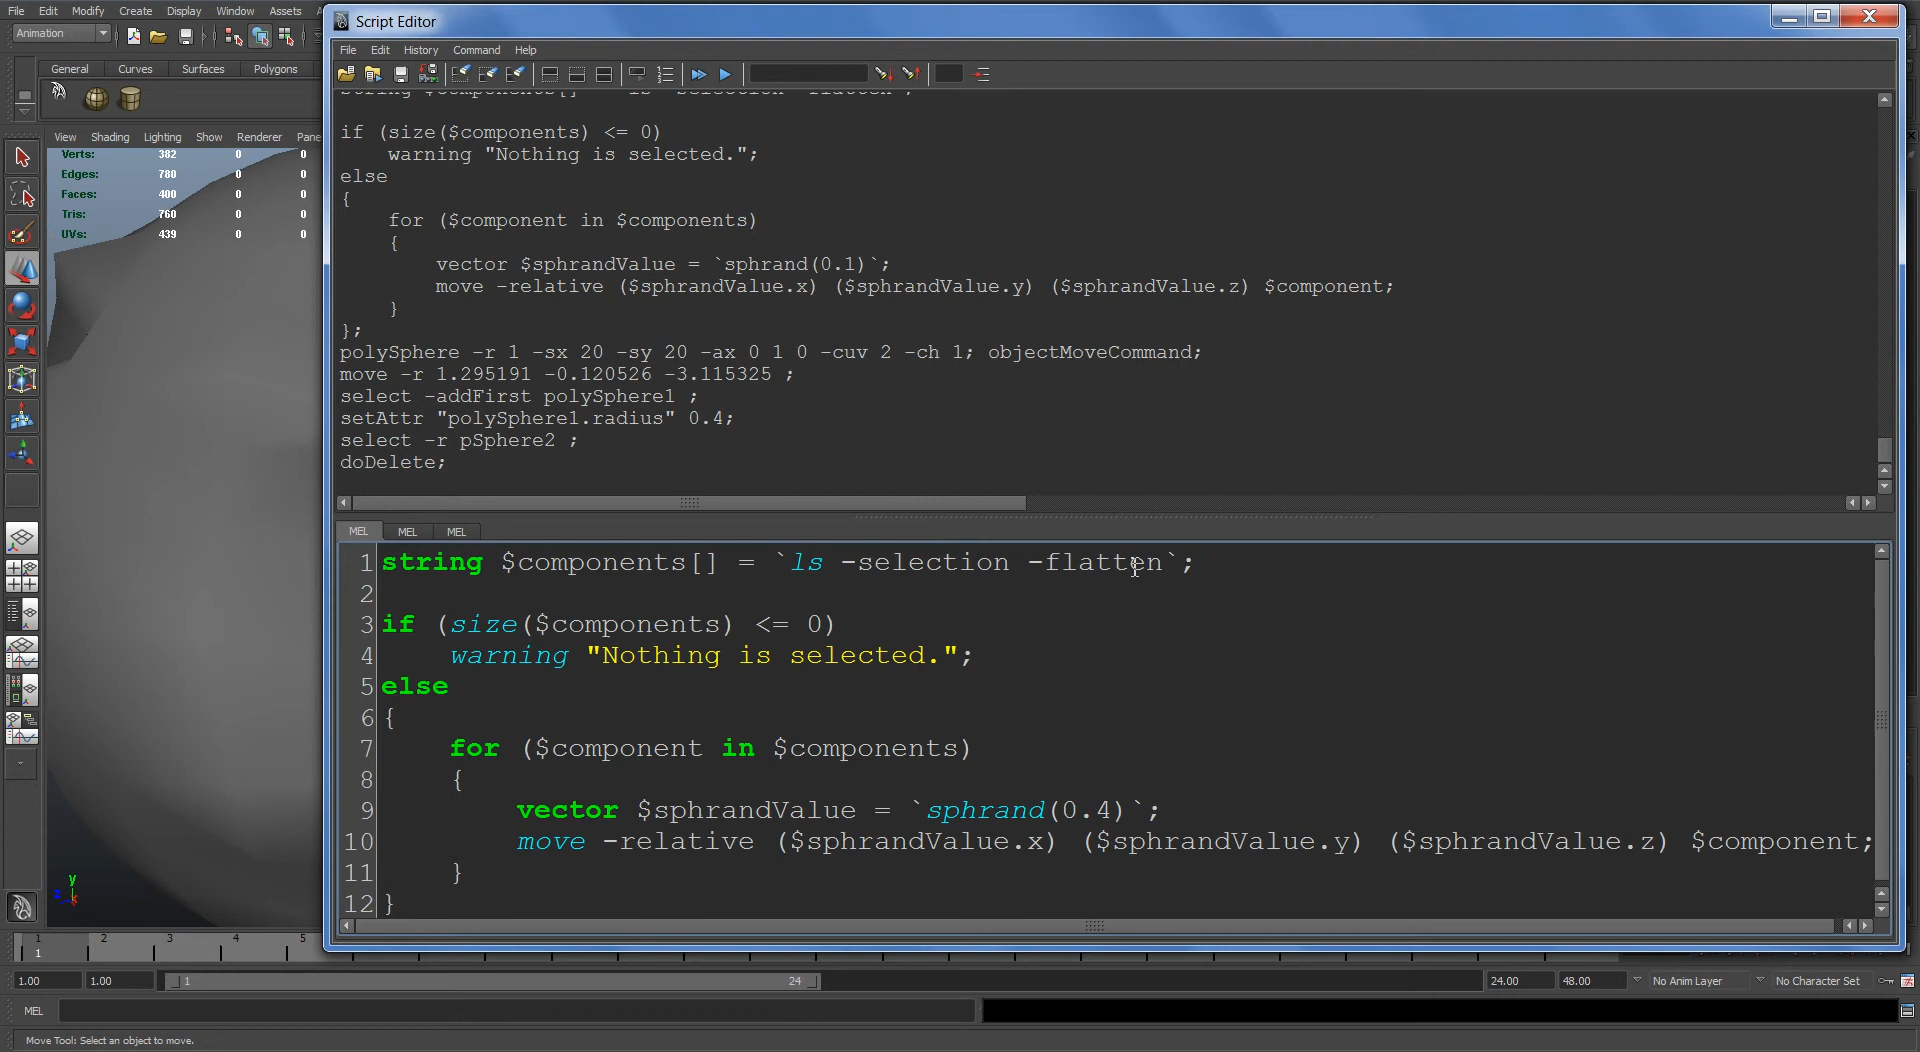 File Edit Modify Create Display Window Assets
Script Editor
Animation
File Edit History Command Help
General Curves Surfaces Polygons
View Shading Lighting Show Renderer Pane
Verts: 382 0 0
Edges: 780 0 0
Faces: 400 0 0
Tris: 760 0 0
UVs: 439 0 0
string $components[] = `ls -selection -flatten`;
if (size($components) <= 0)
warning "Nothing is selected.";
else
{
for ($component in $components)
{
vector $sphrandValue = `sphrand(0.1)`;
move -relative ($sphrandValue.x) ($sphrandValue.y) ($sphrandValue.z) $component;
}
};
polySphere -r 1 -sx 20 -sy 20 -ax 0 1 0 -cuv 2 -ch 1; objectMoveCommand;
move -r 1.295191 -0.120526 -3.115325 ;
select -addFirst polySphere1 ;
setAttr "polySphere1.radius" 0.4;
select -r pSphere2 ;
doDelete;
MEL MEL MEL
1 string $components[] = `ls -selection -flatten`;
2
3 if (size($components) <= 0)
4 warning "Nothing is selected.";
5 else
6 {
7 for ($component in $components)
8 {
9 vector $sphrandValue = `sphrand(0.4)`;
10 move -relative ($sphrandValue.x) ($sphrandValue.y) ($sphrandValue.z) $component;
11 }
12 }
y
z x
1 2 3 4 5
1
1.00 1.00 1 24 24.00 48.00 No Anim Layer No Character Set
MEL
Move Tool: Select an object to move.